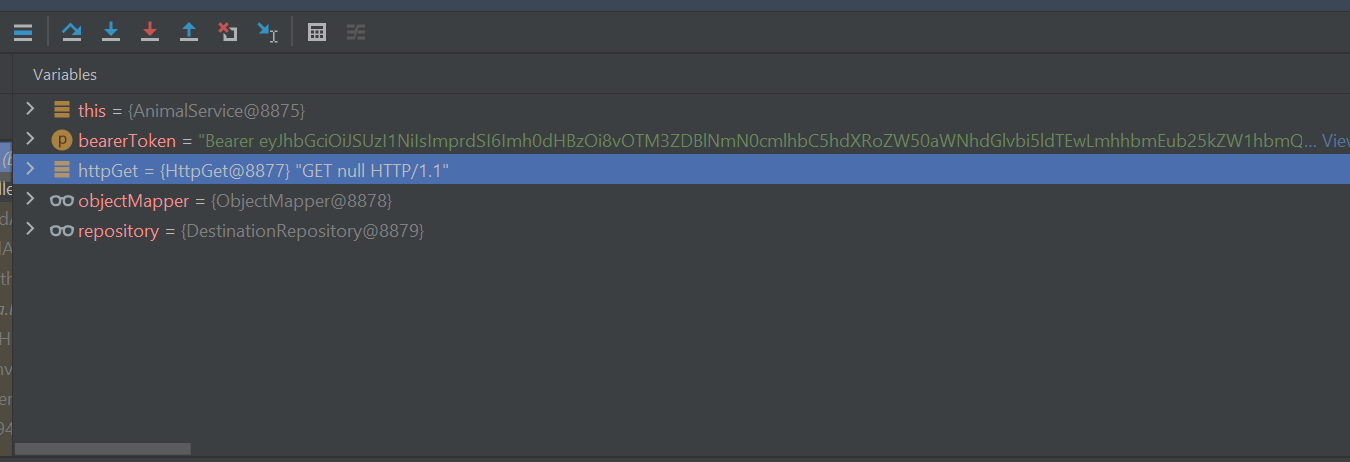 Variables
this = {AnimalService@8875}
bearerToken = "Bearer eyJhbGciOiJSUzI1NiIsImprdSI6Imh0dHBzOi8vOTM3ZDBlNmN0cmlhbC5hdXRoZW50aWNhdGlvbi5ldTEwLmhhbmEub25kZW1hbmQ... View
httpGet = {HttpGet@8877} "GET null HTTP/1.1"
objectMapper = {ObjectMapper@8878}
repository = {DestinationRepository@8879}